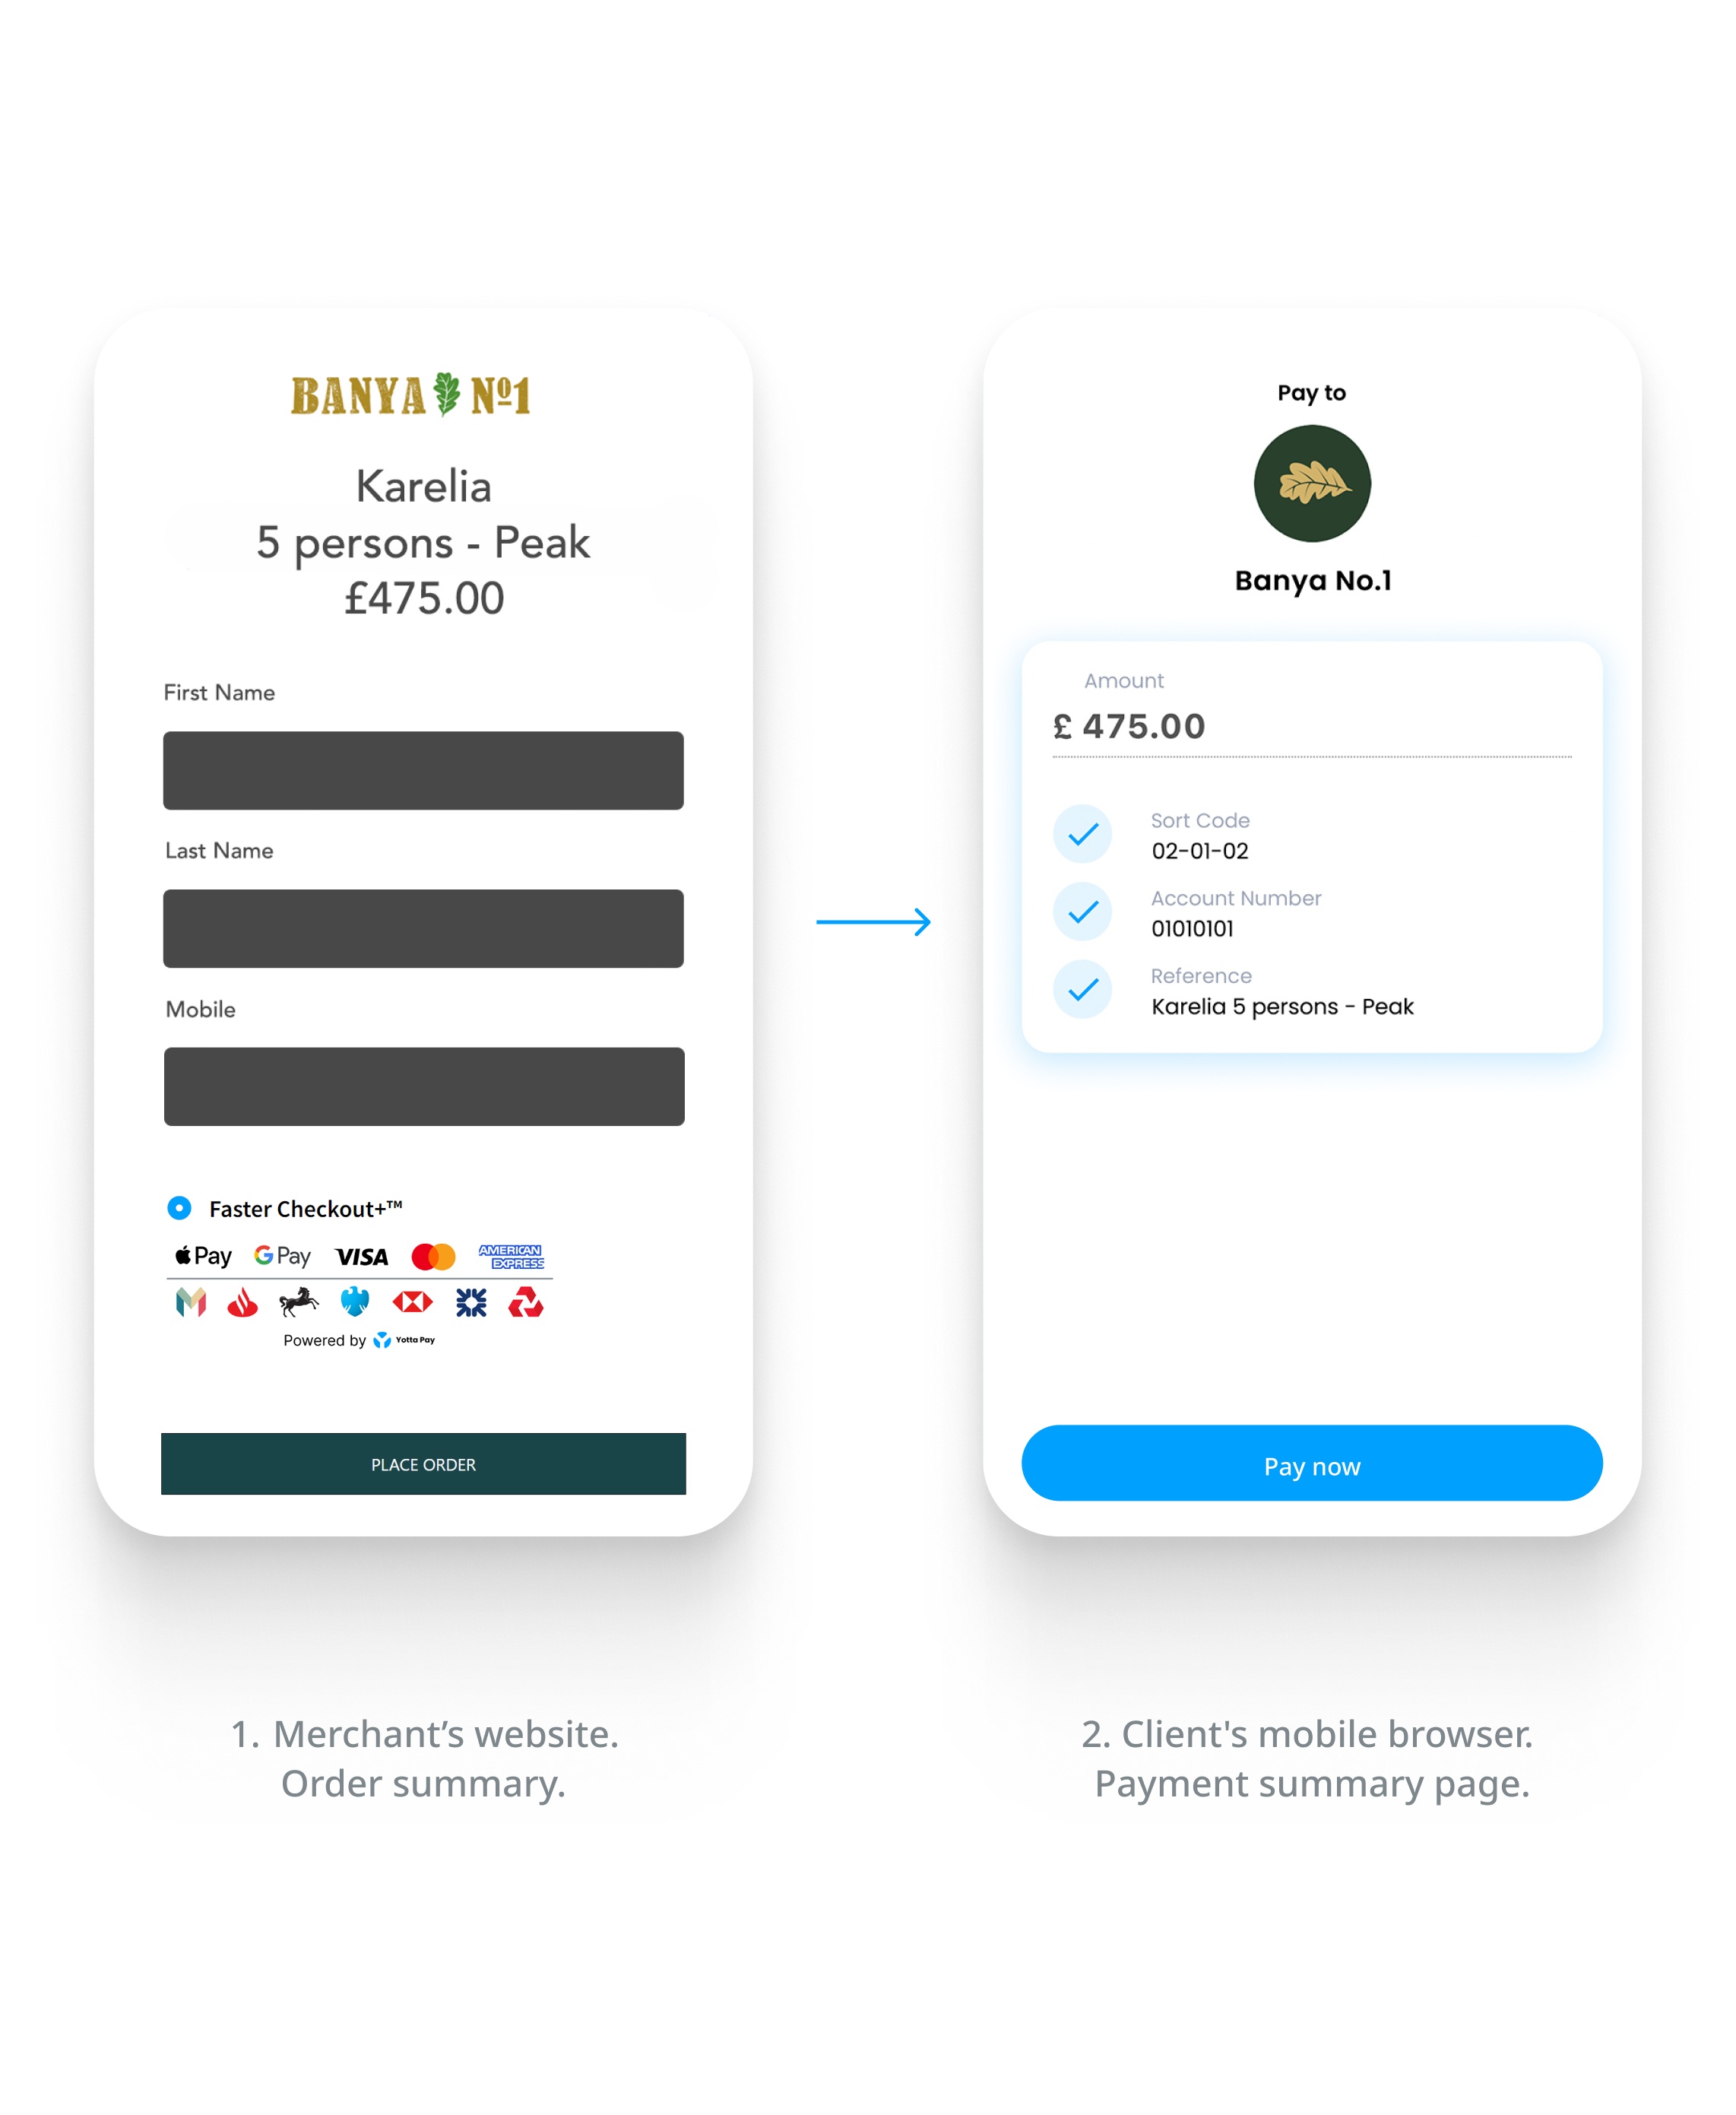 BANYA Nº1
Karelia
5 persons - Peak
£475.00
First Name
Last Name
Mobile
Faster Checkout+™
Pay
G Pay
VISA
AMERICAN
EXPRESS
Powered by Yotta Pay
PLACE ORDER
1. Merchant’s website.
Order summary.
Pay to
Banya No.1
Amount
£ 475.00
Sort Code
02-01-02
Account Number
01010101
Reference
Karelia 5 persons - Peak
Pay now
2. Client's mobile browser.
Payment summary page.